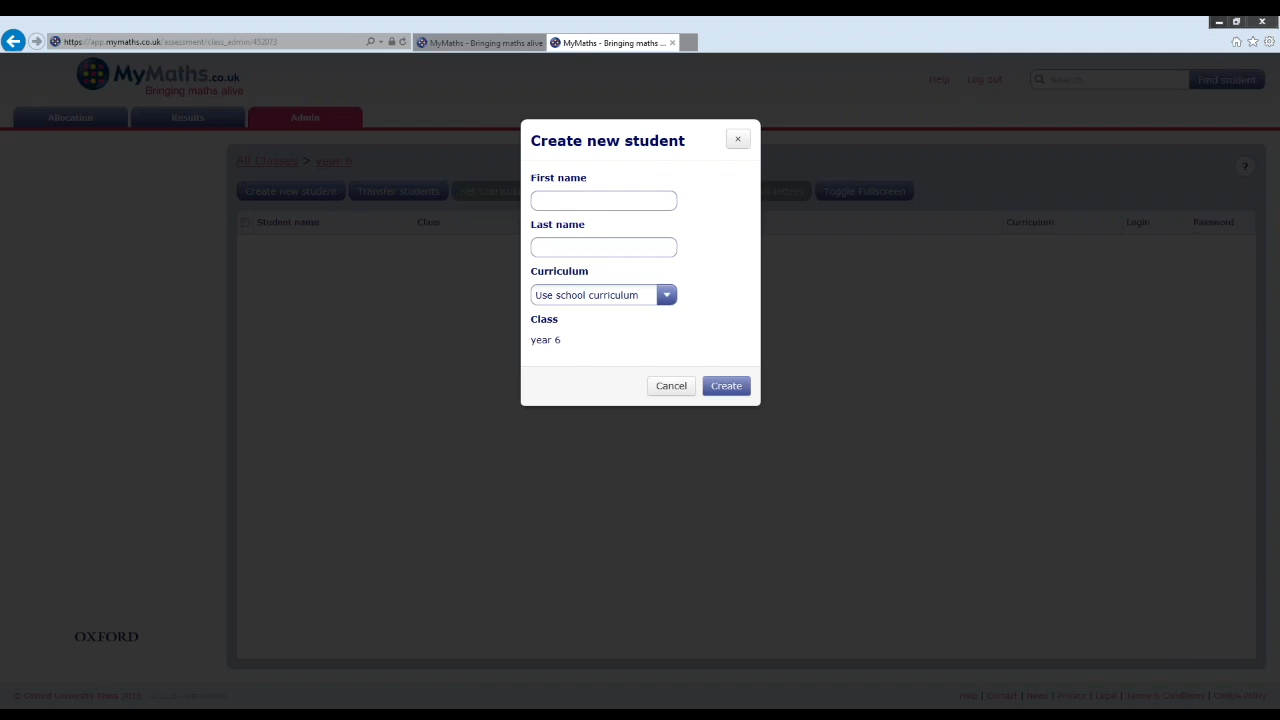 https://app.mymaths.co.uk/assessment/class_admin/452073
MyMaths - Bringing maths alive
MyMaths - Bringing maths ...
MyMaths.co.uk
Bringing maths alive
Help
Log out
Search...
Find student
Allocation
Results
Admin
All Classes > year 6
?
Create new student
Transfer students
Set Curriculum
letters
Toggle Fullscreen
Student name
Class
Curriculum
Login
Password
Create new student
×
First name
Last name
Curriculum
Use school curriculum
Class
year 6
Cancel
Create
OXFORD
© Oxford University Press 2016
Help | Contact | News | Privacy | Legal | Terms & Conditions | Cookie Policy